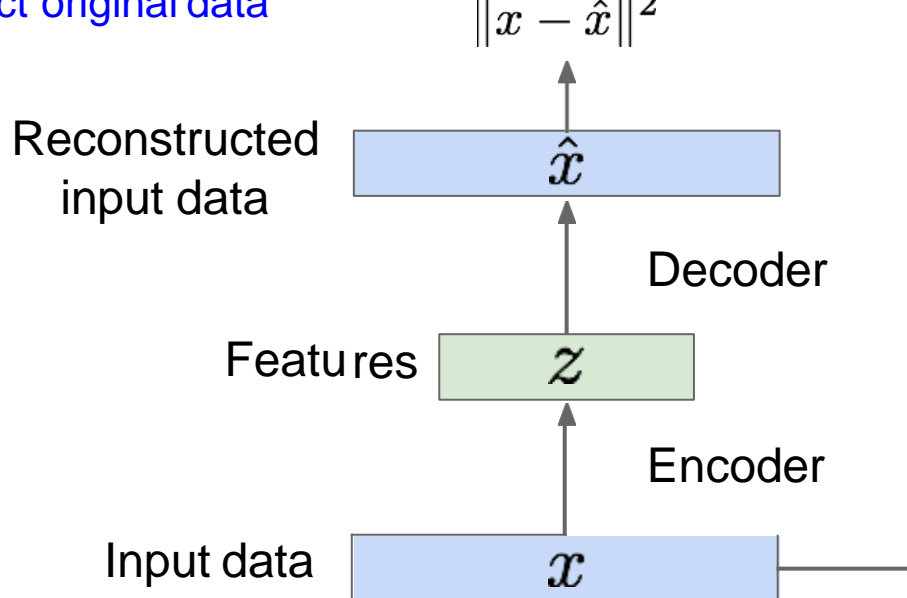 ct original data
‖x − x̂‖²
Reconstructed
input data
x̂
Decoder
Features
z
Encoder
Input data
x